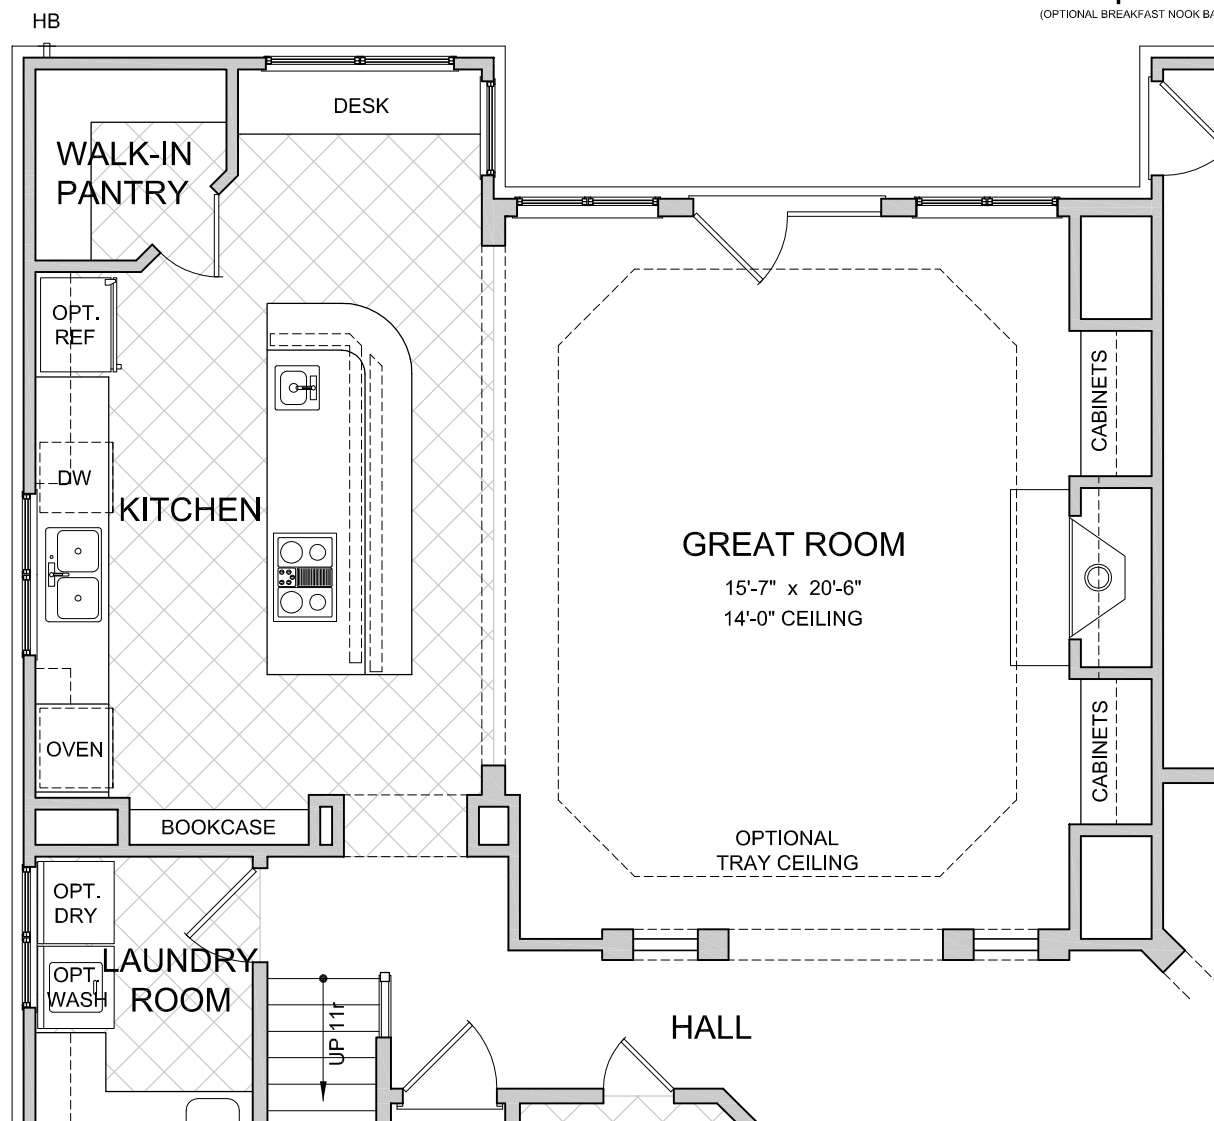 HB
(OPTIONAL BREAKFAST NOOK BA
DESK
WALK-IN
PANTRY
OPT.
REF
CABINETS
DW
KITCHEN
GREAT ROOM
15'-7" x 20'-6"
14'-0" CEILING
OVEN
CABINETS
BOOKCASE
OPTIONAL
TRAY CEILING
OPT.
DRY
LAUNDRY
ROOM
OPT.
WASH
UP 11r
HALL